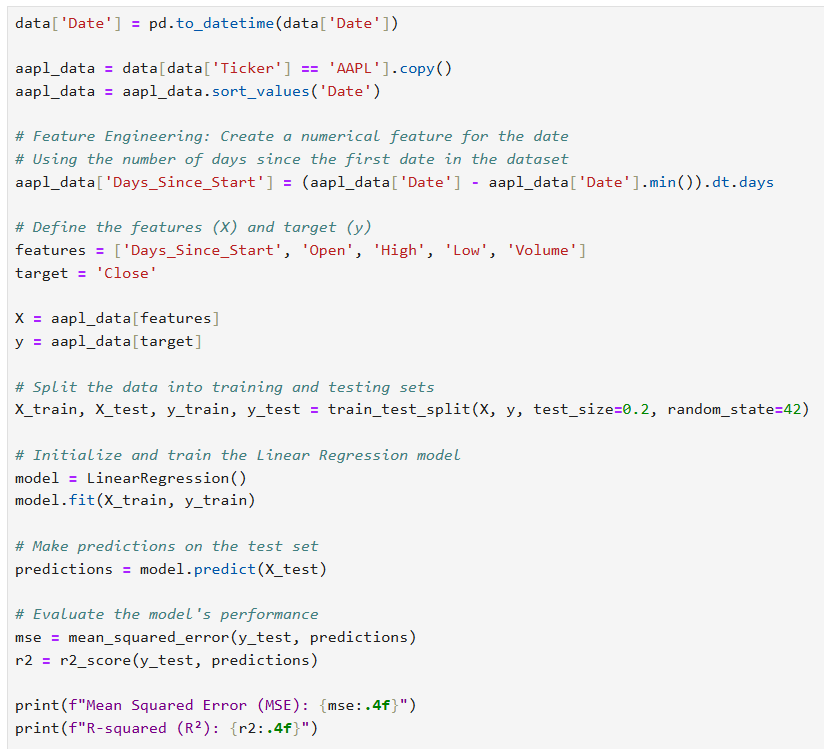 data['Date'] = pd.to_datetime(data['Date'])
aapl_data = data[data['Ticker'] == 'AAPL'].copy()
aapl_data = aapl_data.sort_values('Date')
# Feature Engineering: Create a numerical feature for the date
# Using the number of days since the first date in the dataset
aapl_data['Days_Since_Start'] = (aapl_data['Date'] - aapl_data['Date'].min()).dt.days
# Define the features (X) and target (y)
features = ['Days_Since_Start', 'Open', 'High', 'Low', 'Volume']
target = 'Close'
X = aapl_data[features]
y = aapl_data[target]
# Split the data into training and testing sets
X_train, X_test, y_train, y_test = train_test_split(X, y, test_size=0.2, random_state=42)
# Initialize and train the Linear Regression model
model = LinearRegression()
model.fit(X_train, y_train)
# Make predictions on the test set
predictions = model.predict(X_test)
# Evaluate the model's performance
mse = mean_squared_error(y_test, predictions)
r2 = r2_score(y_test, predictions)
print(f"Mean Squared Error (MSE): {mse:.4f}")
print(f"R-squared (R²): {r2:.4f}")